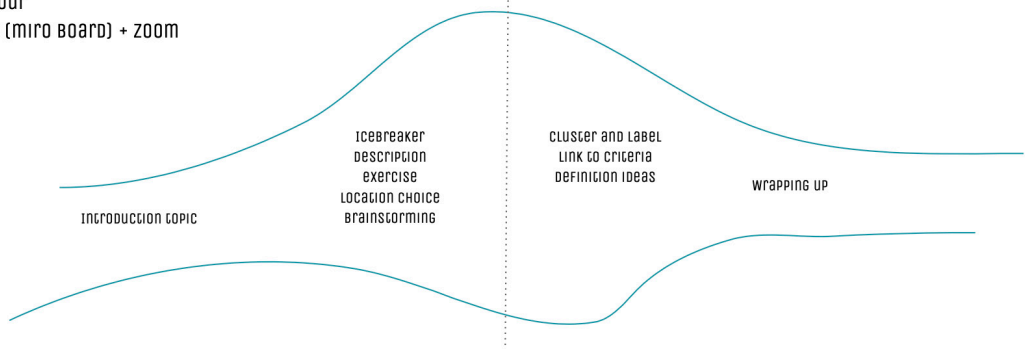 (miro Board) + Zoom
Introduction topic
Icebreaker
Description
exercise
Location choice
Brainstorming
Cluster and Label
Link to criteria
Definition ideas
Wrapping up